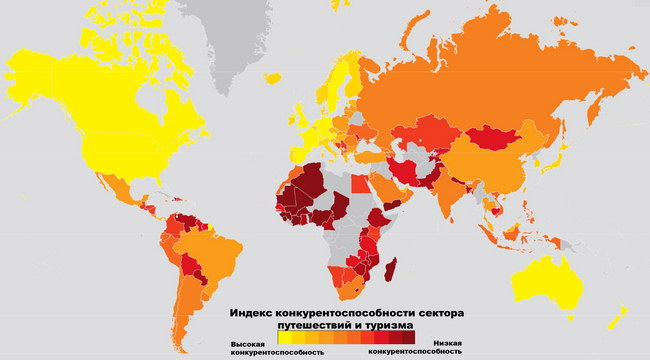 Индекс конкурентоспособности сектора
путешествий и туризма
Высокая
конкурентоспособность
Низкая
конкурентоспособность